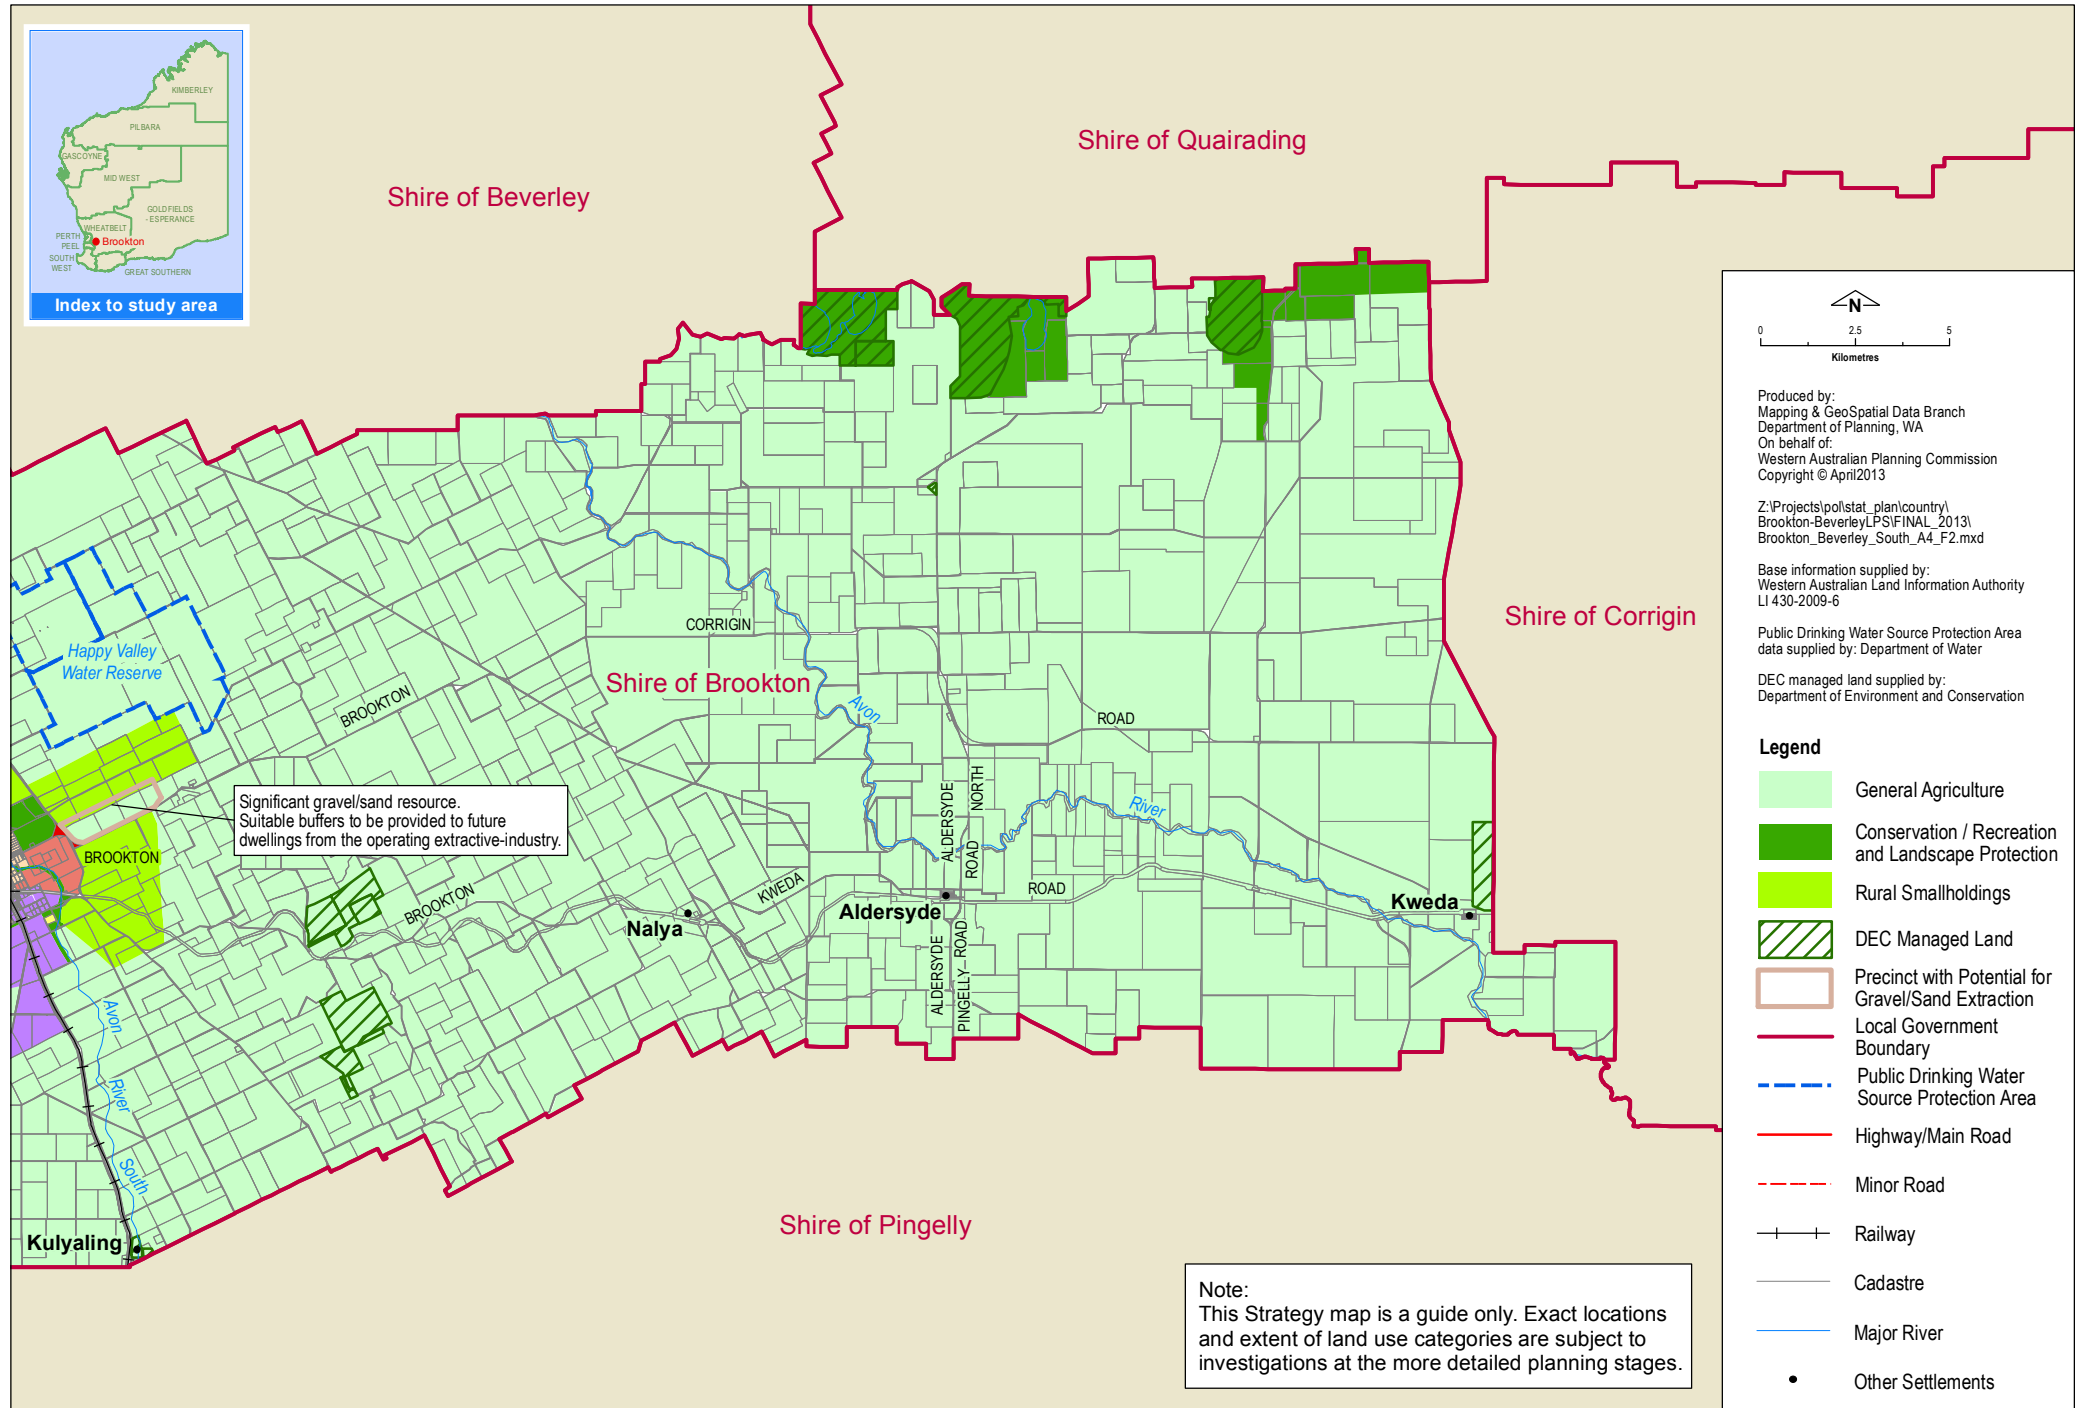 KIMBERLEY
PILBARA
GASCOYNE
MID WEST
GOLDFIELDS
- ESPERANCE
WHEATBELT
PERTH
PEEL
Brookton
SOUTH
WEST
GREAT SOUTHERN
Index to study area
Shire of Beverley
Shire of Quairading
Shire of Corrigin
Shire of Brookton
Shire of Pingelly
Happy Valley
Water Reserve
CORRIGIN
BROOKTON
ROAD
Avon
River
Significant gravel/sand resource.
Suitable buffers to be provided to future
dwellings from the operating extractive-industry.
BROOKTON
BROOKTON
KWEDA
ROAD
ALDERSYDE
ROAD NORTH
ALDERSYDE
PINGELLY ROAD
Nalya
Aldersyde
Kweda
Kulyaling
Avon
River
South
Note:
This Strategy map is a guide only. Exact locations
and extent of land use categories are subject to
investigations at the more detailed planning stages.
N
0 2.5 5
Kilometres
Produced by:
Mapping & GeoSpatial Data Branch
Department of Planning, WA
On behalf of:
Western Australian Planning Commission
Copyright © April2013
Z:\Projects\pol\stat_plan\country\
Brookton-BeverleyLPS\FINAL_2013\
Brookton_Beverley_South_A4_F2.mxd
Base information supplied by:
Western Australian Land Information Authority
LI 430-2009-6
Public Drinking Water Source Protection Area
data supplied by: Department of Water
DEC managed land supplied by:
Department of Environment and Conservation
Legend
General Agriculture
Conservation / Recreation
and Landscape Protection
Rural Smallholdings
DEC Managed Land
Precinct with Potential for
Gravel/Sand Extraction
Local Government
Boundary
Public Drinking Water
Source Protection Area
Highway/Main Road
Minor Road
Railway
Cadastre
Major River
Other Settlements